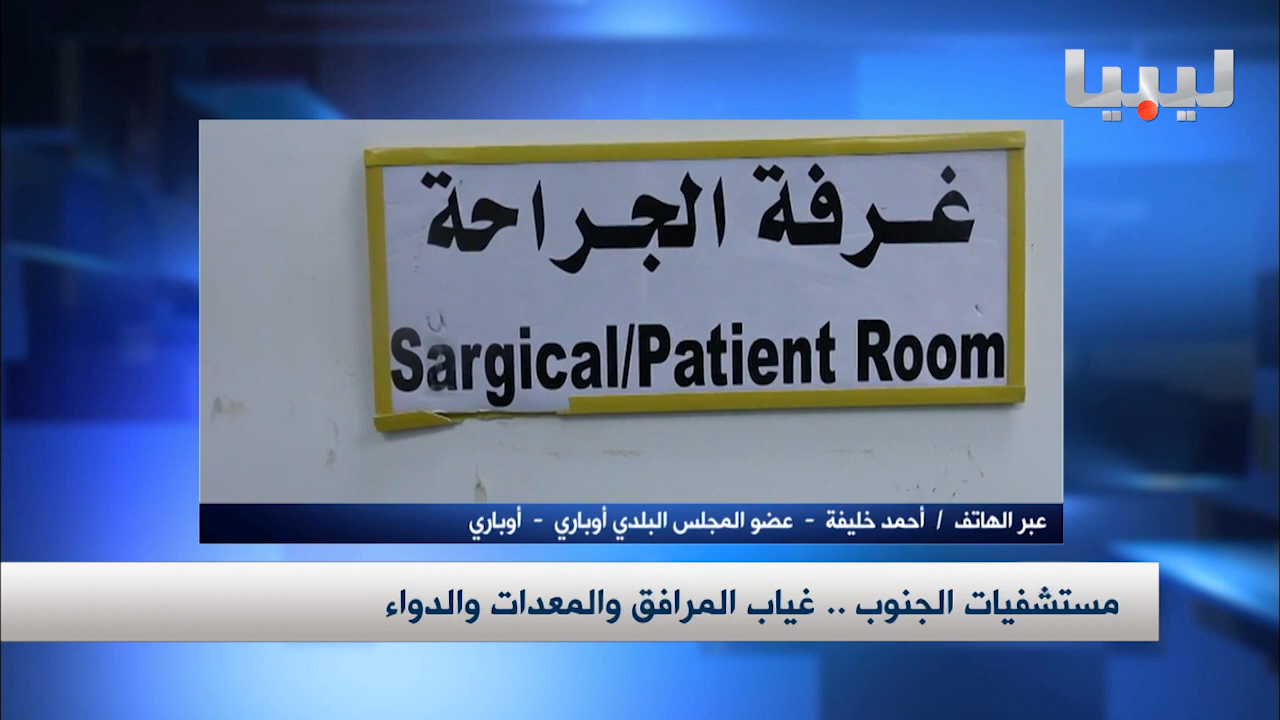 ليبيا
غرفة الجراحة
u
Sargical/Patient Room
عبر الهاتف / أحمد خليفة - عضو المجلس البلدي أوباري - أوباري
مستشفيات الجنوب .. غياب المرافق والمعدات والدواء